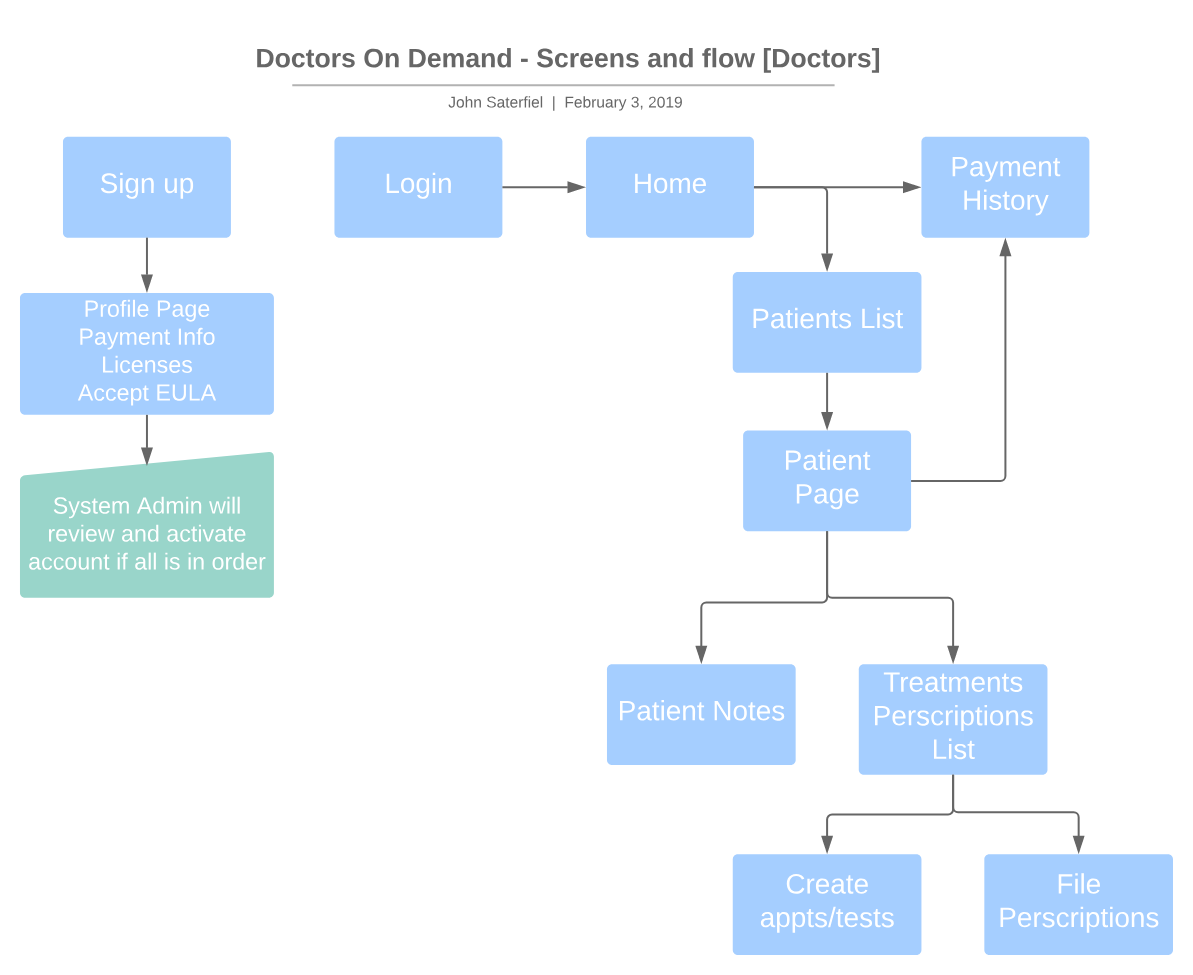 Doctors On Demand - Screens and flow [Doctors]
John Saterfiel | February 3, 2019
Sign up
Login
Home
Payment
History
Profile Page
Payment Info
Licenses
Accept EULA
Patients List
System Admin will
review and activate
account if all is in order
Patient
Page
Patient Notes
Treatments
Perscriptions
List
Create
appts/tests
File
Perscriptions